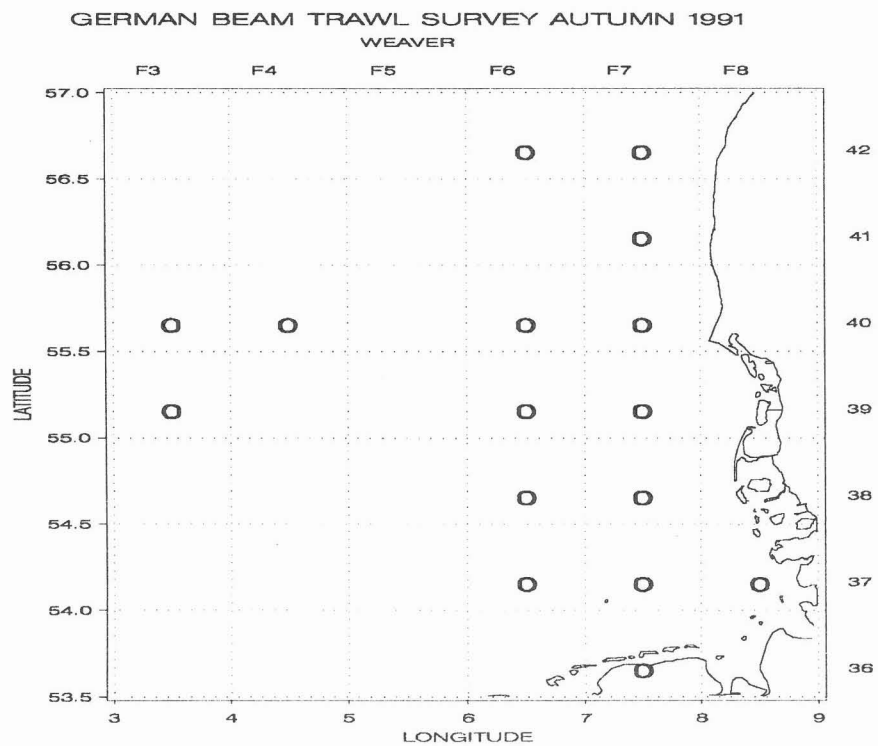 GERMAN BEAM TRAWL SURVEY AUTUMN 1991
WEAVER
F3 F4 F5 F6 F7 F8
57.0
42
56.5
41
56.0
40
55.5
LATITUDE
39
55.0
38
54.5
37
54.0
36
53.5
3 4 5 6 7 8 9
LONGITUDE